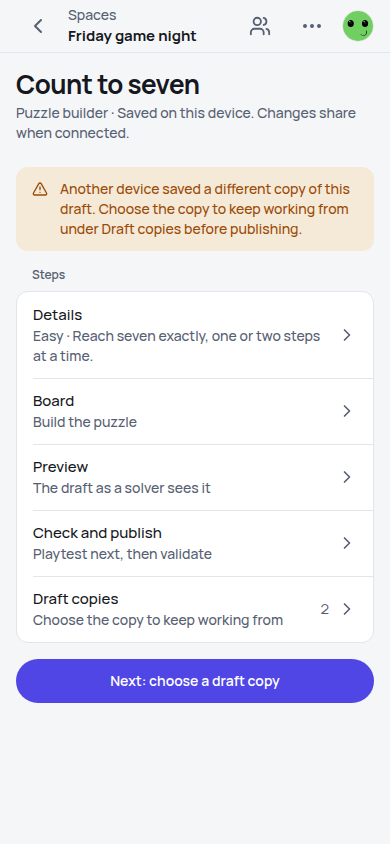 Spaces
Friday game night
Count to seven
Puzzle builder · Saved on this device. Changes share
when connected.
Another device saved a different copy of this
draft. Choose the copy to keep working from
under Draft copies before publishing.
Steps
Details
Easy · Reach seven exactly, one or two steps
at a time.
Board
Build the puzzle
Preview
The draft as a solver sees it
Check and publish
Playtest next, then validate
Draft copies
Choose the copy to keep working from
2
Next: choose a draft copy